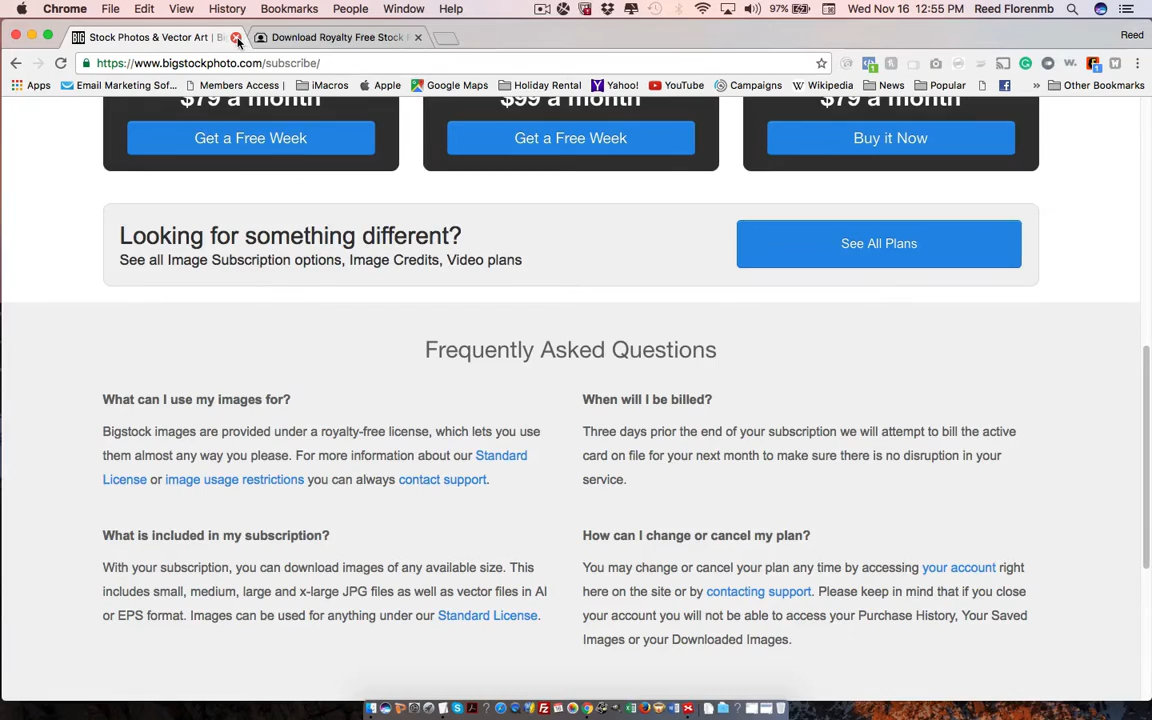 Chrome File Edit View History Bookmarks People Window Help 97% Wed Nov 16 12:55 PM Reed Florenmb
BIG Stock Photos & Vector Art | Download Royalty Free Stock Reed
https://www.bigstockphoto.com/subscribe/
Apps Email Marketing Sof... Members Access | iMacros Apple Google Maps Holiday Rental Yahoo! YouTube Campaigns Wikipedia News Popular » Other Bookmarks
$79 a month $99 a month $79 a month
Get a Free Week Get a Free Week Buy it Now
Looking for something different?
See All Plans
See all Image Subscription options, Image Credits, Video plans
Frequently Asked Questions
What can I use my images for?
Bigstock images are provided under a royalty-free license, which lets you use
them almost any way you please. For more information about our Standard
License or image usage restrictions you can always contact support.
When will I be billed?
Three days prior the end of your subscription we will attempt to bill the active
card on file for your next month to make sure there is no disruption in your
service.
What is included in my subscription?
With your subscription, you can download images of any available size. This
includes small, medium, large and x-large JPG files as well as vector files in AI
or EPS format. Images can be used for anything under our Standard License.
How can I change or cancel my plan?
You may change or cancel your plan any time by accessing your account right
here on the site or by contacting support. Please keep in mind that if you close
your account you will not be able to access your Purchase History, Your Saved
Images or your Downloaded Images.